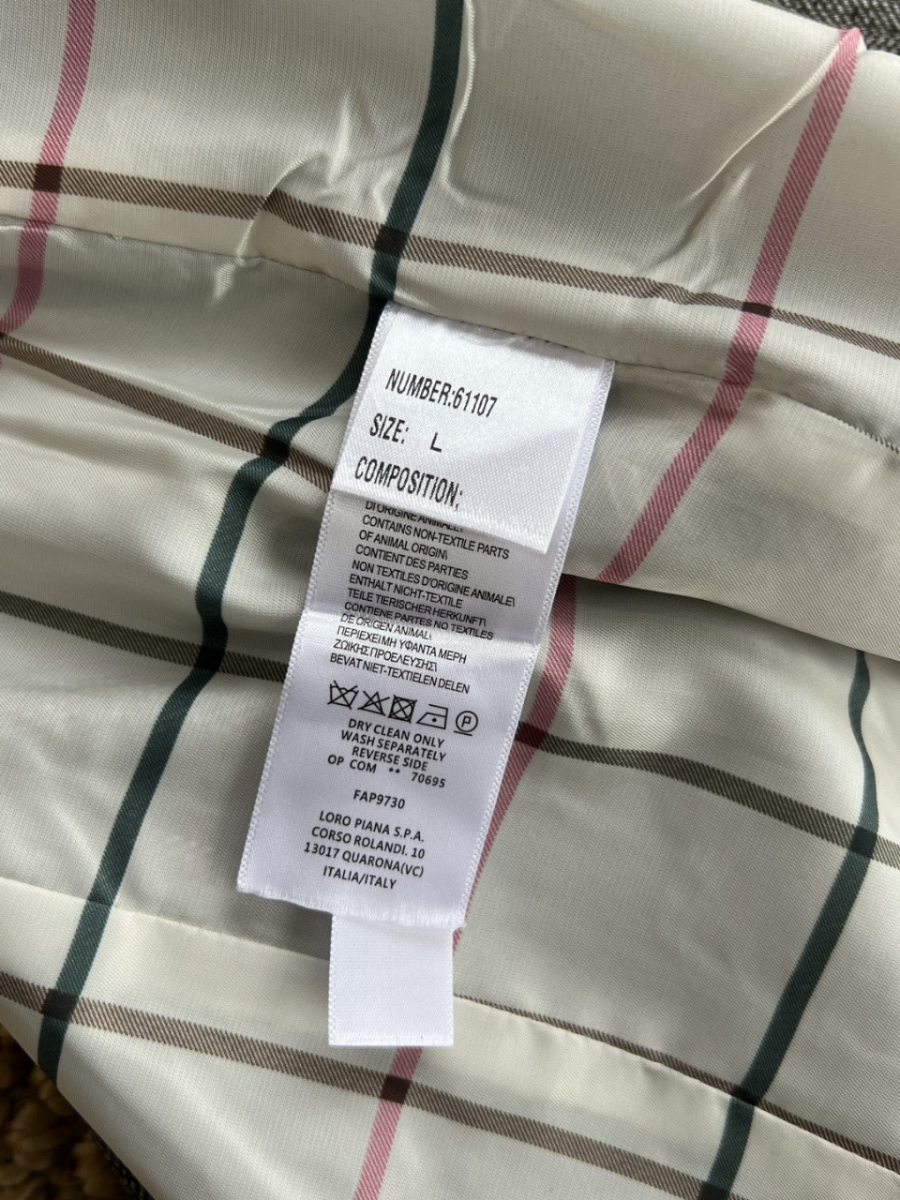 NUMBER:61107
SIZE: L
COMPOSITION:
DI ORIGINE ANIMALE\
CONTAINS NON-TEXTILE PARTS
OF ANIMAL ORIGIN\
CONTIENT DES PARTIES
NON TEXTILES D'ORIGINE ANIMALE\
ENTHALT NICHT-TEXTILE
TEILE TIERISCHER HERKUNFT\
CONTIENE PARTES NO TEXTILES
DE ORIGEN ANIMAL\
ΠΕΡΙΕΧΕΙ ΜΗ ΥΦΑΝΤΑ ΜΕΡΗ
ΖΩΙΚΗΣ ΠΡΟΕΛΕΥΣΗΣ\
BEVAT NIET-TEXTIELEN DELEN
P
DRY CLEAN ONLY
WASH SEPARATELY
REVERSE SIDE
OP COM ** 70695
FAP9730
LORO PIANA S.P.A.
CORSO ROLANDI. 10
13017 QUARONA(VC)
ITALIA/ITALY